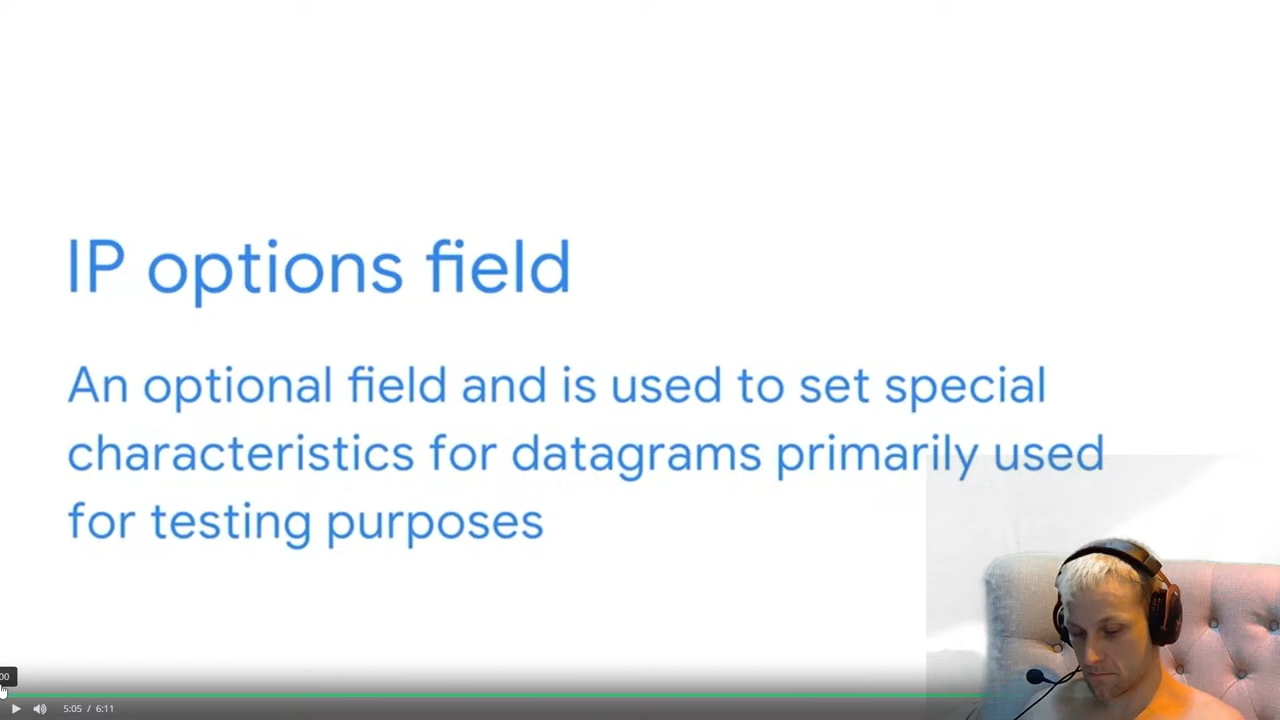 IP options field
An optional field and is used to set special
characteristics for datagrams primarily used
for testing purposes
00
5:05 / 6:11